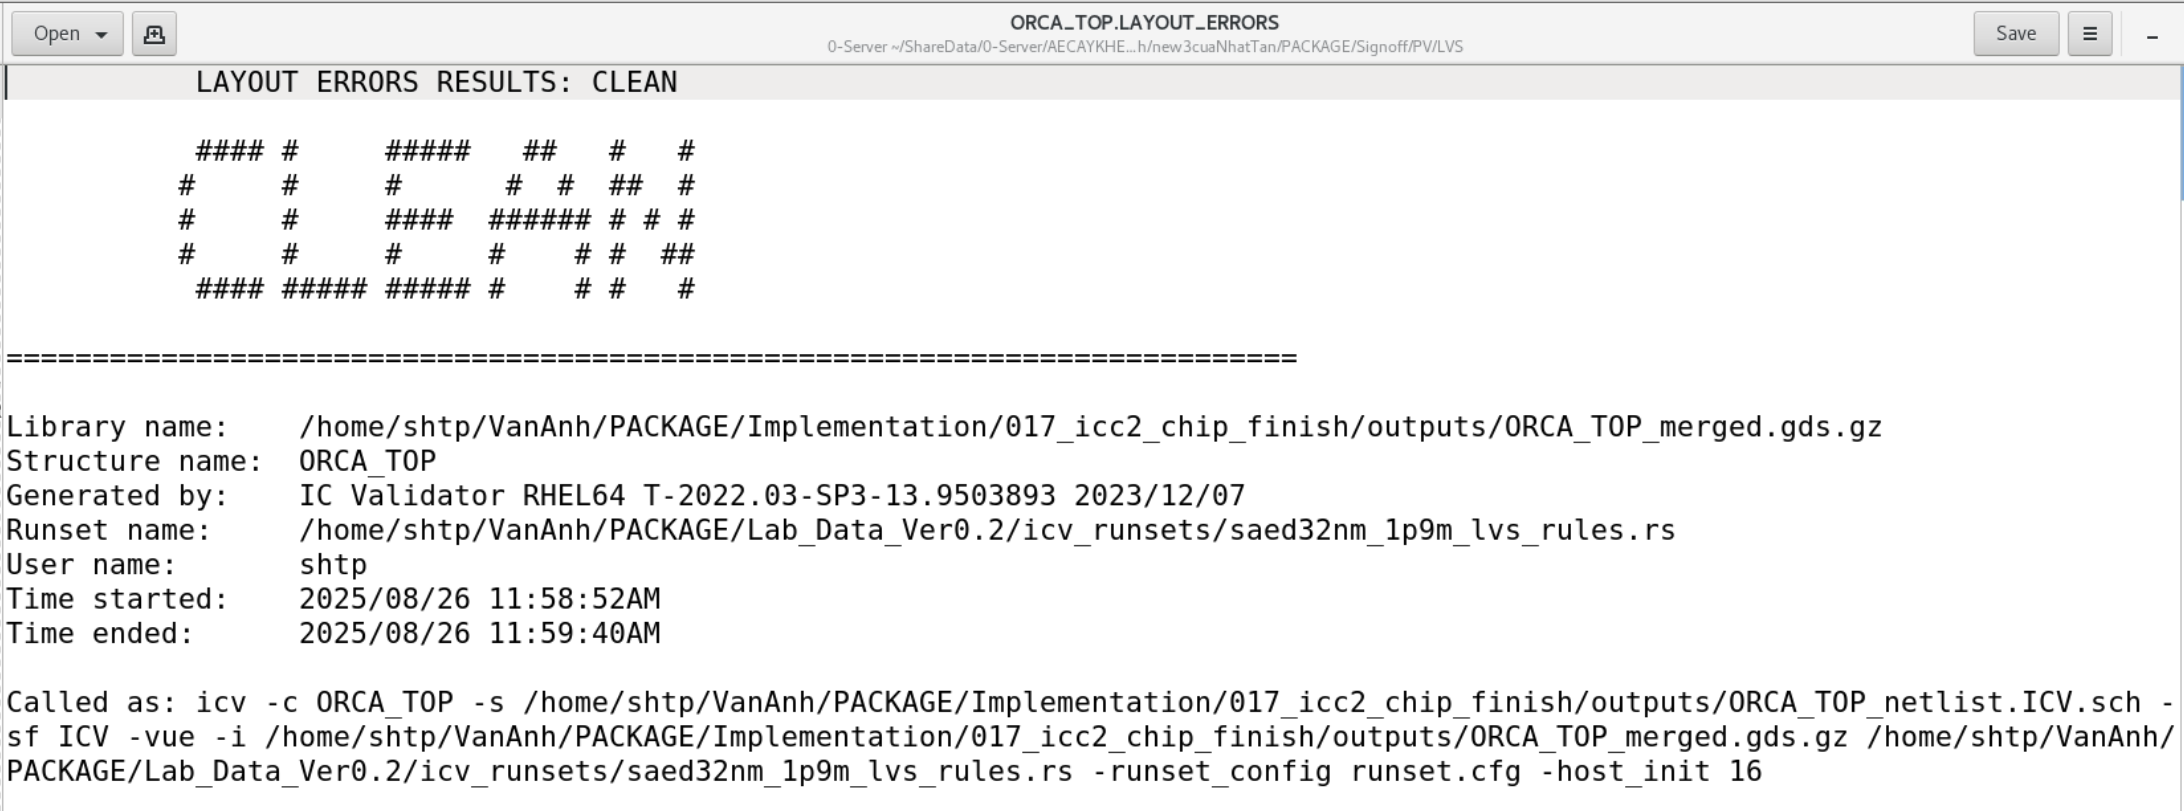 Open
ORCA_TOP.LAYOUT_ERRORS
0-Server ~/ShareData/0-Server/AECAYKHE...h/new3cuaNhatTan/PACKAGE/Signoff/PV/LVS
Save
           LAYOUT ERRORS RESULTS: CLEAN

           #### #     #####   ##   #   #
          #     #     #      #  #  ##  #
          #     #     ####  ###### # # #
          #     #     #     #    # #  ##
           #### ##### ##### #    # #   #

===========================================================================

Library name:    /home/shtp/VanAnh/PACKAGE/Implementation/017_icc2_chip_finish/outputs/ORCA_TOP_merged.gds.gz
Structure name:  ORCA_TOP
Generated by:    IC Validator RHEL64 T-2022.03-SP3-13.9503893 2023/12/07
Runset name:     /home/shtp/VanAnh/PACKAGE/Lab_Data_Ver0.2/icv_runsets/saed32nm_1p9m_lvs_rules.rs
User name:       shtp
Time started:    2025/08/26 11:58:52AM
Time ended:      2025/08/26 11:59:40AM

Called as: icv -c ORCA_TOP -s /home/shtp/VanAnh/PACKAGE/Implementation/017_icc2_chip_finish/outputs/ORCA_TOP_netlist.ICV.sch -
sf ICV -vue -i /home/shtp/VanAnh/PACKAGE/Implementation/017_icc2_chip_finish/outputs/ORCA_TOP_merged.gds.gz /home/shtp/VanAnh/
PACKAGE/Lab_Data_Ver0.2/icv_runsets/saed32nm_1p9m_lvs_rules.rs -runset_config runset.cfg -host_init 16